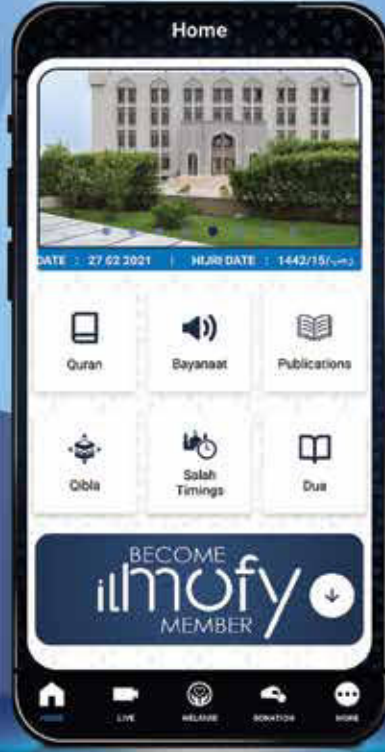 Home
DATE : 27 02 2021 | HIJRI DATE : 1442/15/رجب
Quran
Bayanaat
Publications
Qibla
Salah
Timings
Dua
BECOME
ilmofy
MEMBER
HOME
LIVE
DONATION
MORE